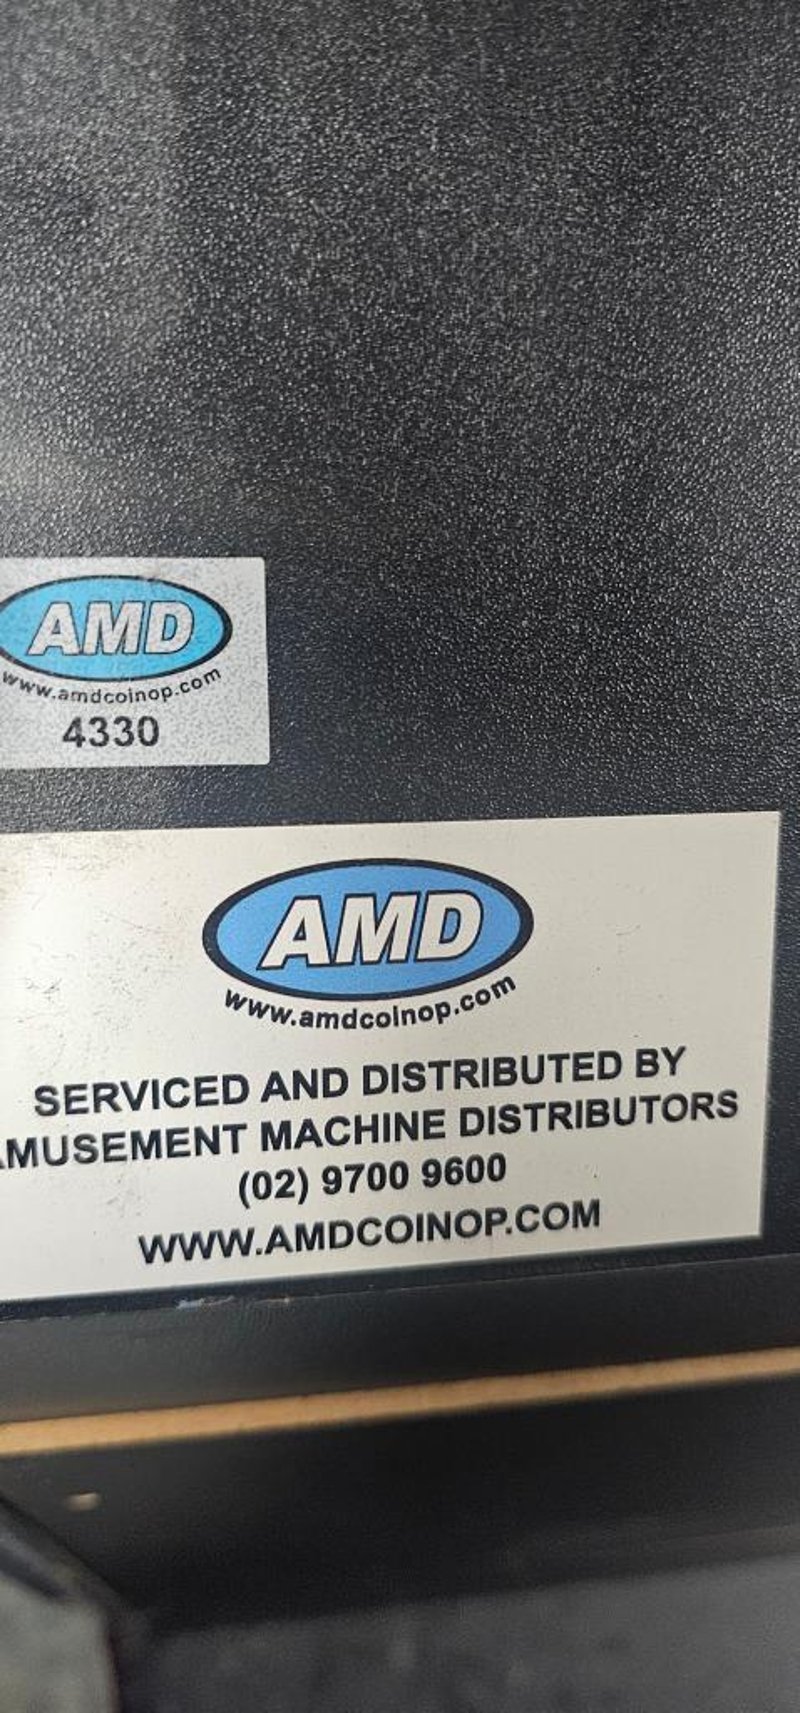 AMD
www.amdcoinop.com
4330
AMD
www.amdcoinop.com
SERVICED AND DISTRIBUTED BY
MUSEMENT MACHINE DISTRIBUTORS
(02) 9700 9600
WWW.AMDCOINOP.COM